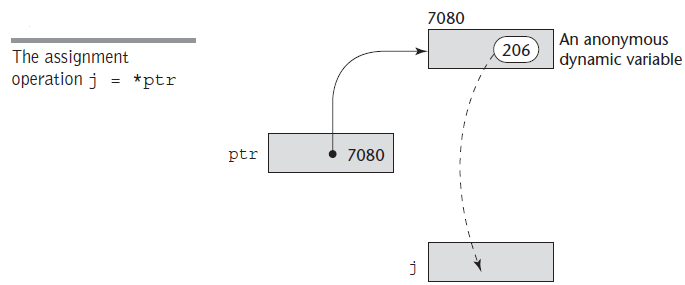 The assignment
operation j = *ptr
7080
206
An anonymous
dynamic variable
ptr
7080
j